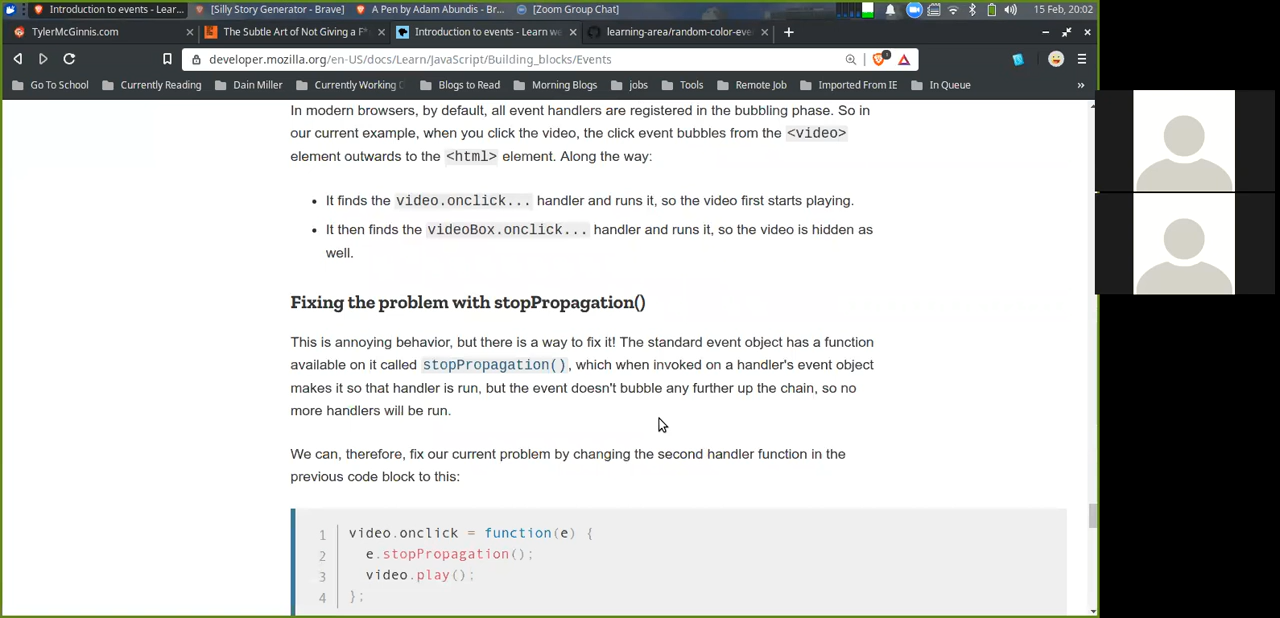 Introduction to events - Lear...
[Silly Story Generator - Brave]
A Pen by Adam Abundis - Br...
[Zoom Group Chat]
15 Feb, 20:02
TylerMcGinnis.com
The Subtle Art of Not Giving a F*
Introduction to events - Learn we
learning-area/random-color-eve
developer.mozilla.org/en-US/docs/Learn/JavaScript/Building_blocks/Events
Go To School
Currently Reading
Dain Miller
Currently Working
Blogs to Read
Morning Blogs
jobs
Tools
Remote Job
Imported From IE
In Queue
»
In modern browsers, by default, all event handlers are registered in the bubbling phase. So in
our current example, when you click the video, the click event bubbles from the <video>
element outwards to the <html> element. Along the way:
• It finds the video.onclick... handler and runs it, so the video first starts playing.
• It then finds the videoBox.onclick... handler and runs it, so the video is hidden as
well.
Fixing the problem with stopPropagation()
This is annoying behavior, but there is a way to fix it! The standard event object has a function
available on it called stopPropagation(), which when invoked on a handler's event object
makes it so that handler is run, but the event doesn't bubble any further up the chain, so no
more handlers will be run.
We can, therefore, fix our current problem by changing the second handler function in the
previous code block to this:
1 video.onclick = function(e) {
2 e.stopPropagation();
3 video.play();
4 };